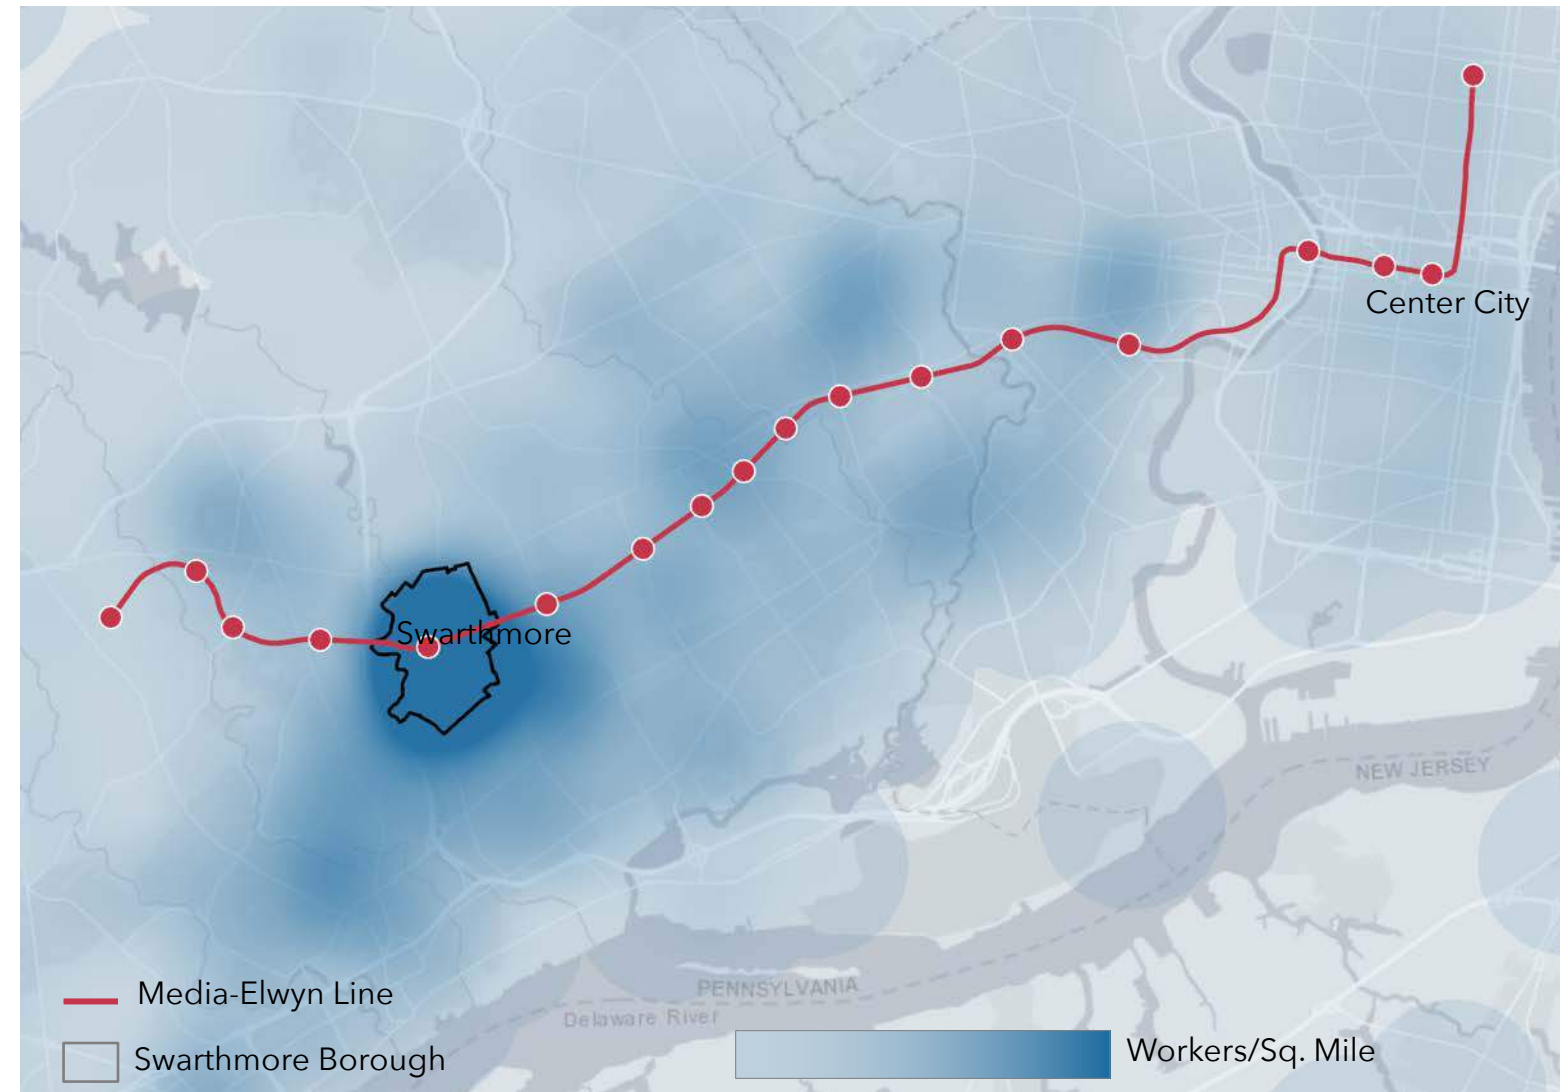 Center City
Swarthmore
NEW JERSEY
PENNSYLVANIA
Delaware River
Media-Elwyn Line
Swarthmore Borough
Workers/Sq. Mile